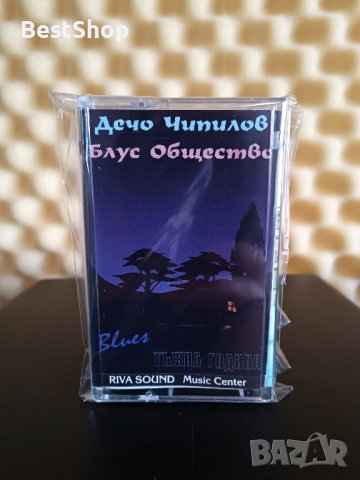 BestShop
Дечо Чипилов
Блус Общество
Blues
ТЪЖНА ГОДИНА
RIVA SOUND Music Center
BAZAR